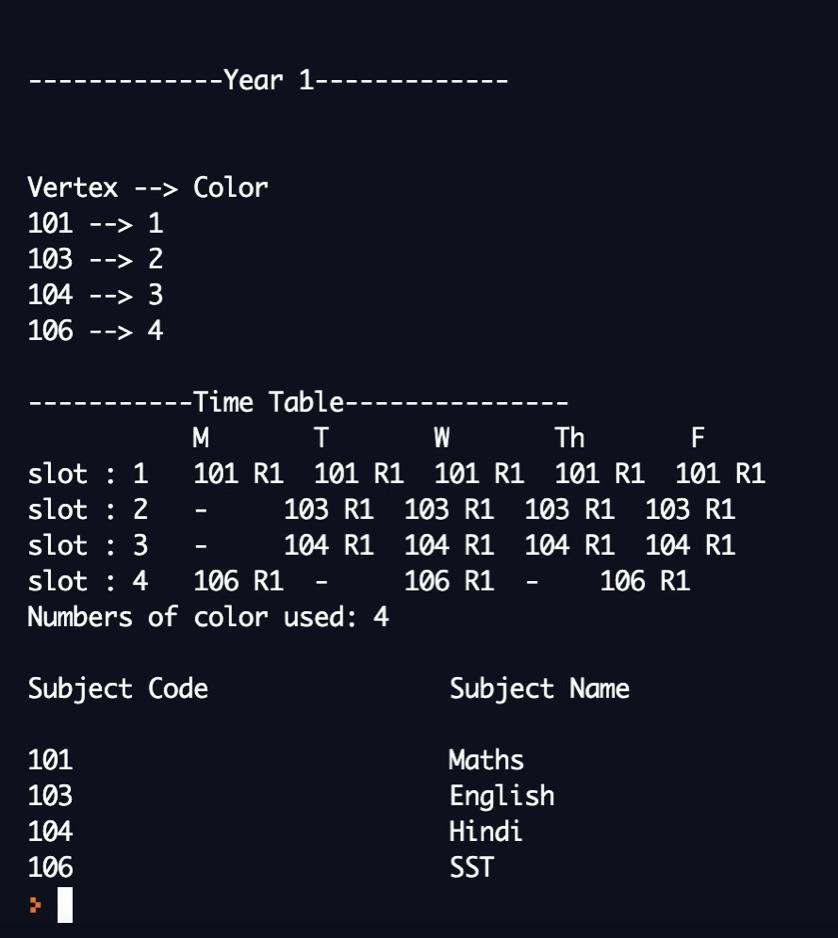 -------------Year 1-------------
Vertex --> Color
101 --> 1
103 --> 2
104 --> 3
106 --> 4
-----------Time Table---------------
           M       T       W       Th       F
slot : 1   101 R1  101 R1  101 R1  101 R1  101 R1
slot : 2   -     103 R1  103 R1  103 R1  103 R1
slot : 3   -     104 R1  104 R1  104 R1  104 R1
slot : 4   106 R1  -     106 R1  -    106 R1
Numbers of color used: 4
Subject Code                Subject Name
101                         Maths
103                         English
104                         Hindi
106                         SST
>